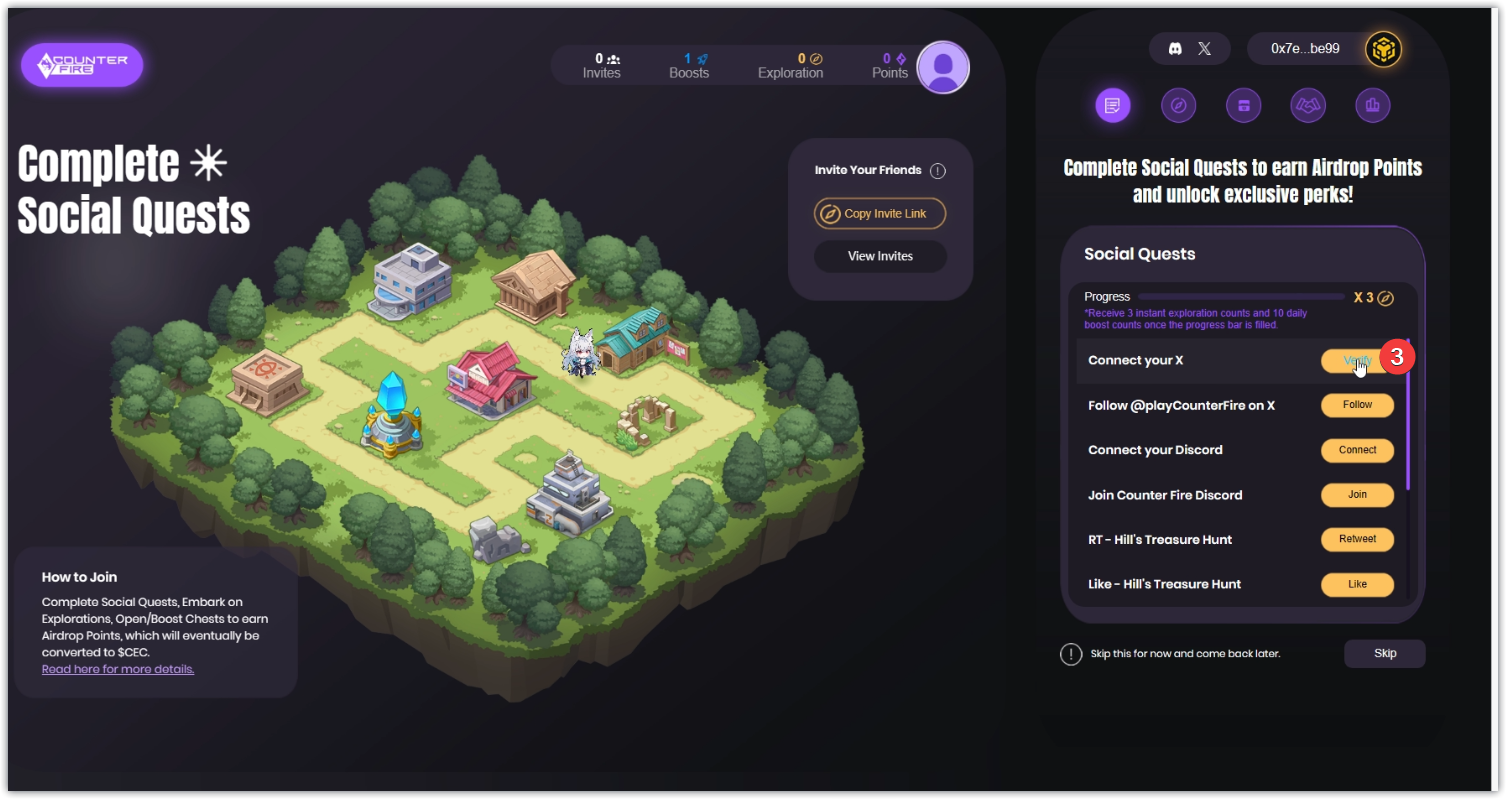 COUNTER
FIRE
0
Invites
1
Boosts
0
Exploration
0
Points
0x7e...be99
Complete
Social Quests
Invite Your Friends
Copy Invite Link
View Invites
How to Join
Complete Social Quests, Embark on
Explorations, Open/Boost Chests to earn
Airdrop Points, which will eventually be
converted to $CEC.
Read here for more details.
Complete Social Quests to earn Airdrop Points
and unlock exclusive perks!
Social Quests
Progress
X 3
*Receive 3 instant exploration counts and 10 daily
boost counts once the progress bar is filled.
Connect your X
Verify
3
Follow @playCounterFire on X
Follow
Connect your Discord
Connect
Join Counter Fire Discord
Join
RT - Hill's Treasure Hunt
Retweet
Like - Hill's Treasure Hunt
Like
Skip this for now and come back later.
Skip